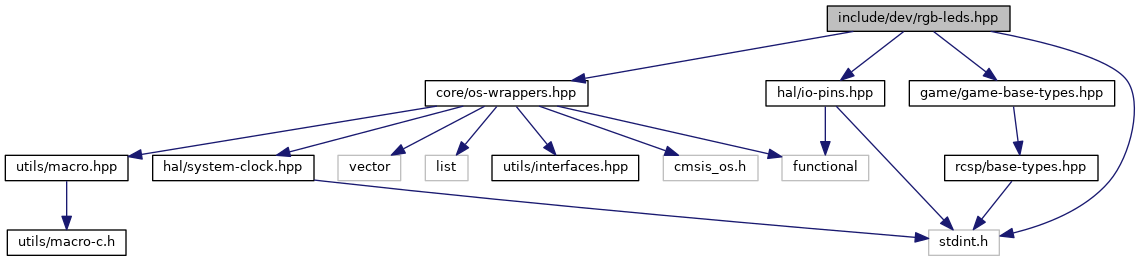 include/dev/rgb-leds.hpp
core/os-wrappers.hpp
hal/io-pins.hpp
game/game-base-types.hpp
utils/macro.hpp
hal/system-clock.hpp
vector
list
utils/interfaces.hpp
cmsis_os.h
functional
rcsp/base-types.hpp
utils/macro-c.h
stdint.h